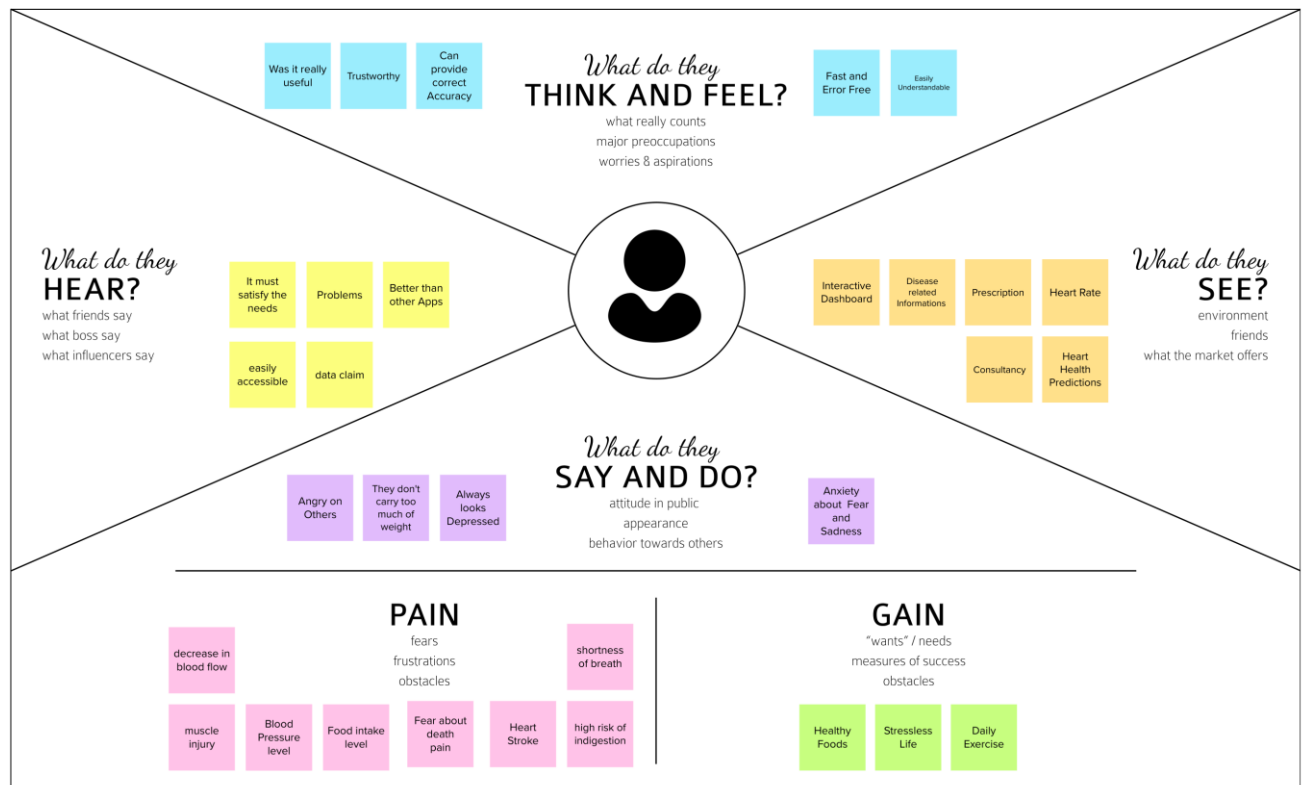 Was it really
useful
Trustworthy
Can
provide
correct
Accuracy
What do they
THINK AND FEEL?
what really counts
major preoccupations
worries & aspirations
Fast and
Error Free
Easily
Understandable
What do they
HEAR?
what friends say
what boss say
what influencers say
It must
satisfy the
needs
Problems
Better than
other Apps
easily
accessible
data claim
Interactive
Dashboard
Disease
related
Informations
Prescription
Heart Rate
Consultancy
Heart
Health
Predictions
What do they
SEE?
environment
friends
what the market offers
What do they
SAY AND DO?
attitude in public
appearance
behavior towards others
Angry on
Others
They don't
carry too
much of
weight
Always
looks
Depressed
Anxiety
about Fear
and
Sadness
PAIN
fears
frustrations
obstacles
decrease in
blood flow
shortness
of breath
muscle
injury
Blood
Pressure
level
Food intake
level
Fear about
death
pain
Heart
Stroke
high risk of
indigestion
GAIN
"wants" / needs
measures of success
obstacles
Healthy
Foods
Stressless
Life
Daily
Exercise